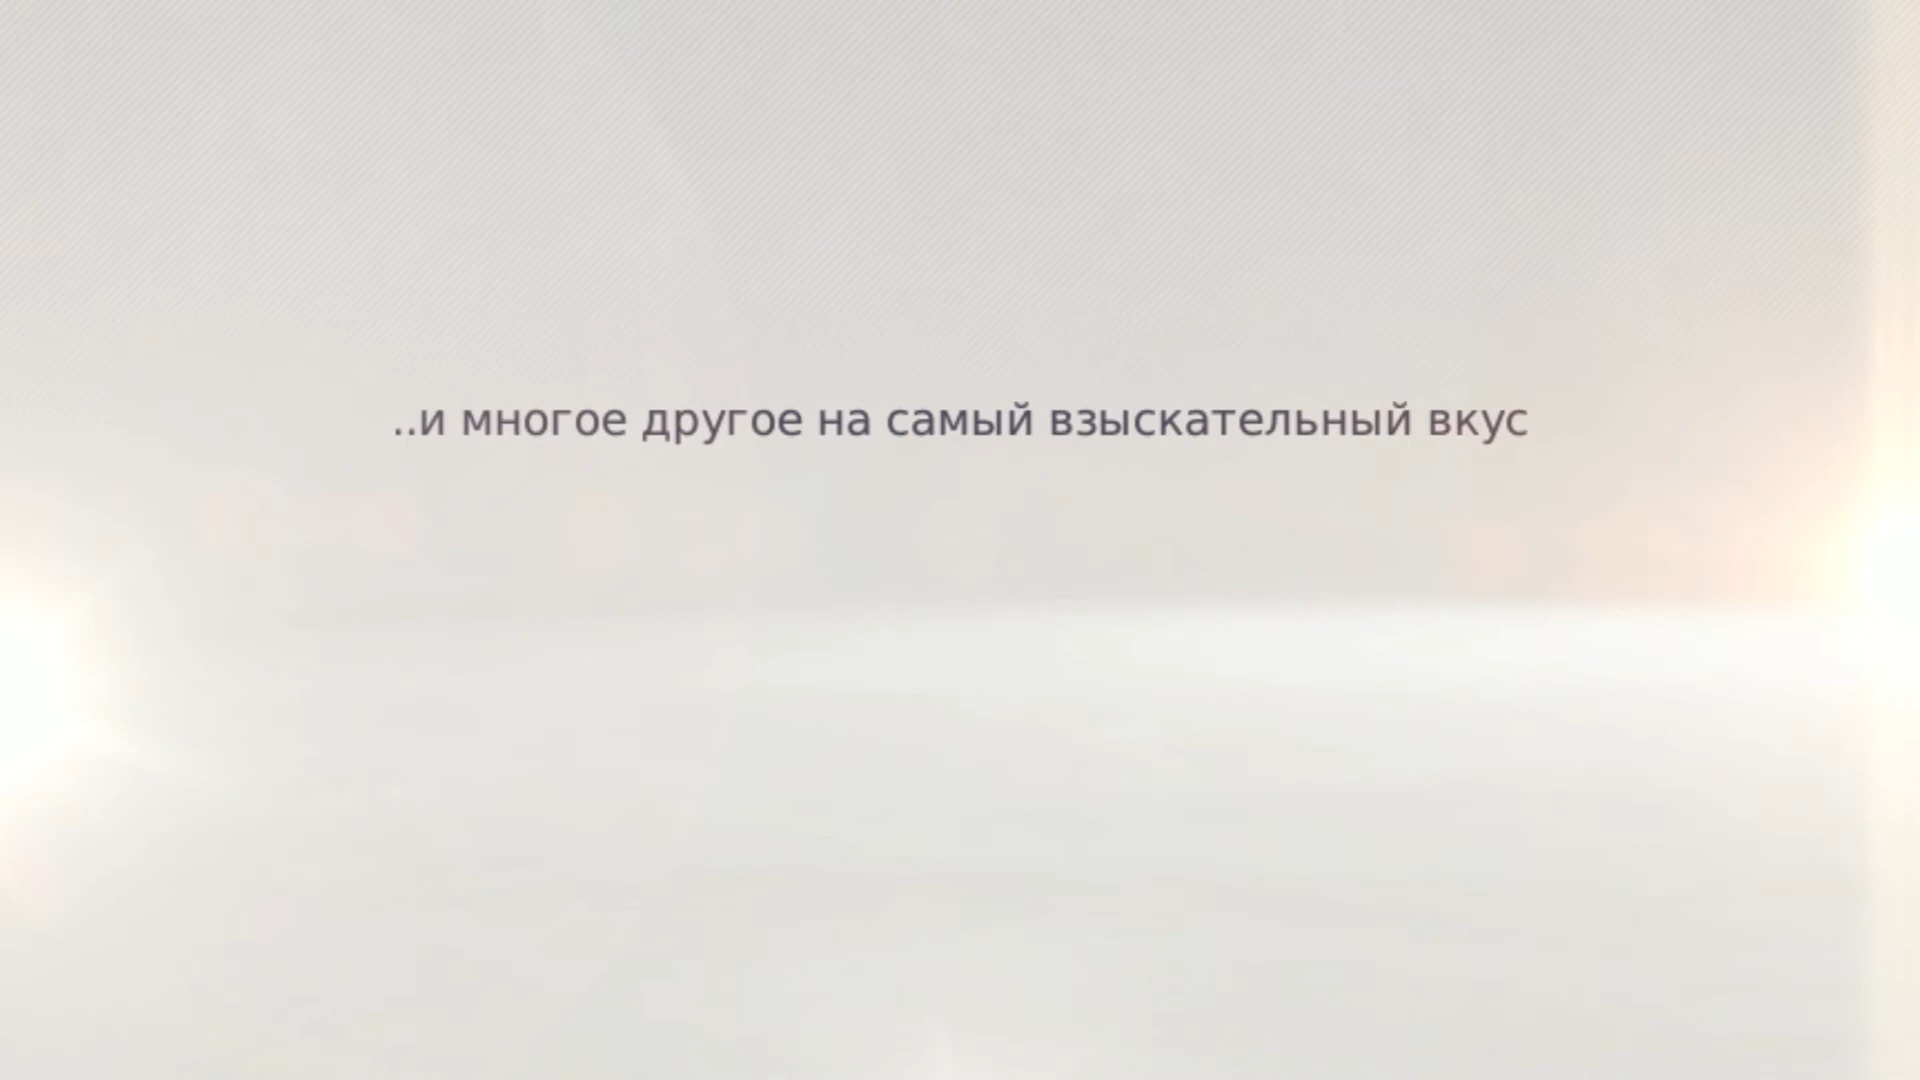 ..и многое другое на самый взыскательный вкус